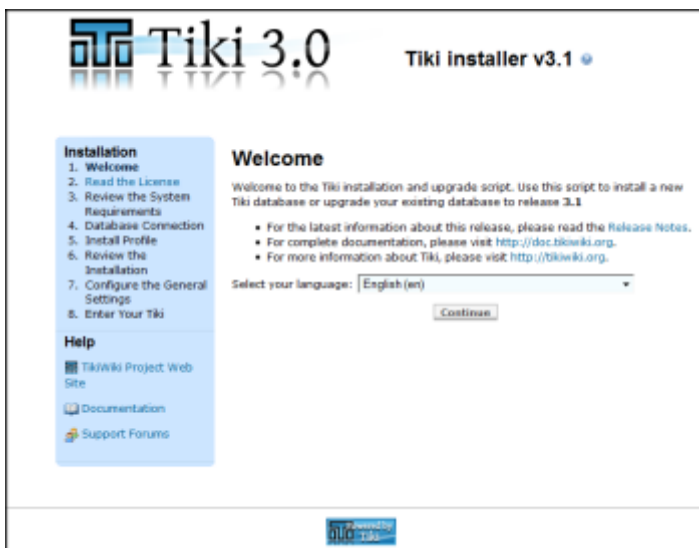 Tiki 3.0
Tiki installer v3.1
Installation
1. Welcome
2. Read the License
3. Review the System
Requirements
4. Database Connection
5. Install Profile
6. Review the
Installation
7. Configure the General
Settings
8. Enter Your Tiki
Help
TikiWiki Project Web
Site
Documentation
Support Forums
Welcome
Welcome to the Tiki installation and upgrade script. Use this script to install a new
Tiki database or upgrade your existing database to release 3.1
• For the latest information about this release, please read the Release Notes.
• For complete documentation, please visit http://doc.tikiwiki.org.
• For more information about Tiki, please visit http://tikiwiki.org.
Select your language: English (en)
Continue
Powered by
Tiki